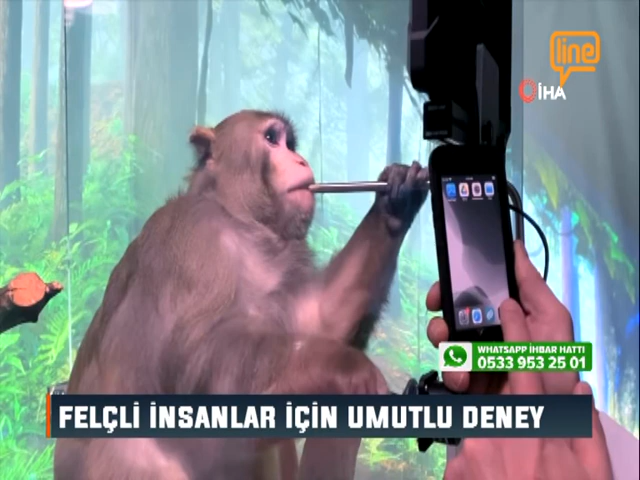 line
İHA
WHATSAPP İHBAR HATTI
0533 953 25 01
FELÇLİ İNSANLAR İÇİN UMUTLU DENEY